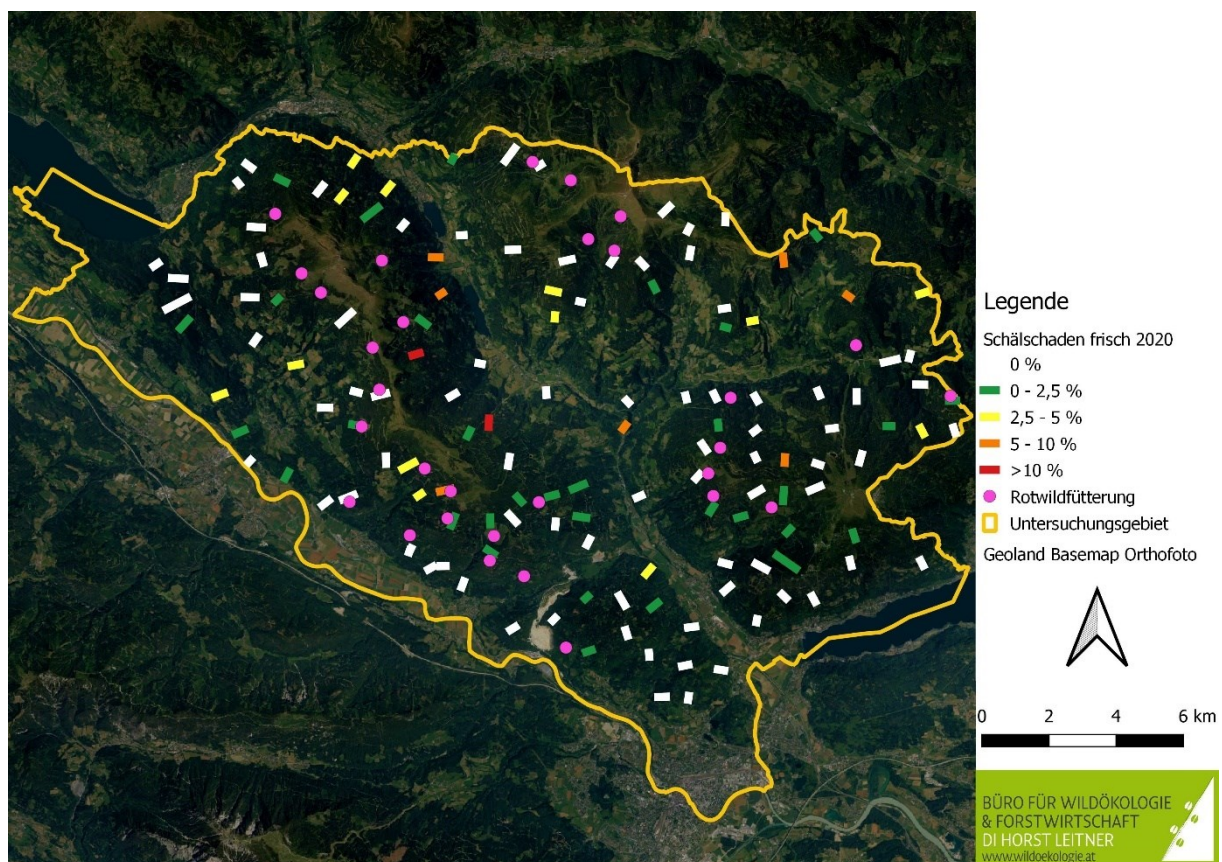 Legende
Schälschaden frisch 2020
0 %
0 - 2,5 %
2,5 - 5 %
5 - 10 %
>10 %
Rotwildfütterung
Untersuchungsgebiet
Geoland Basemap Orthofoto
0 2 4 6 km
BÜRO FÜR WILDÖKOLOGIE
& FORSTWIRTSCHAFT
DI HORST LEITNER
www.wildoekologie.at